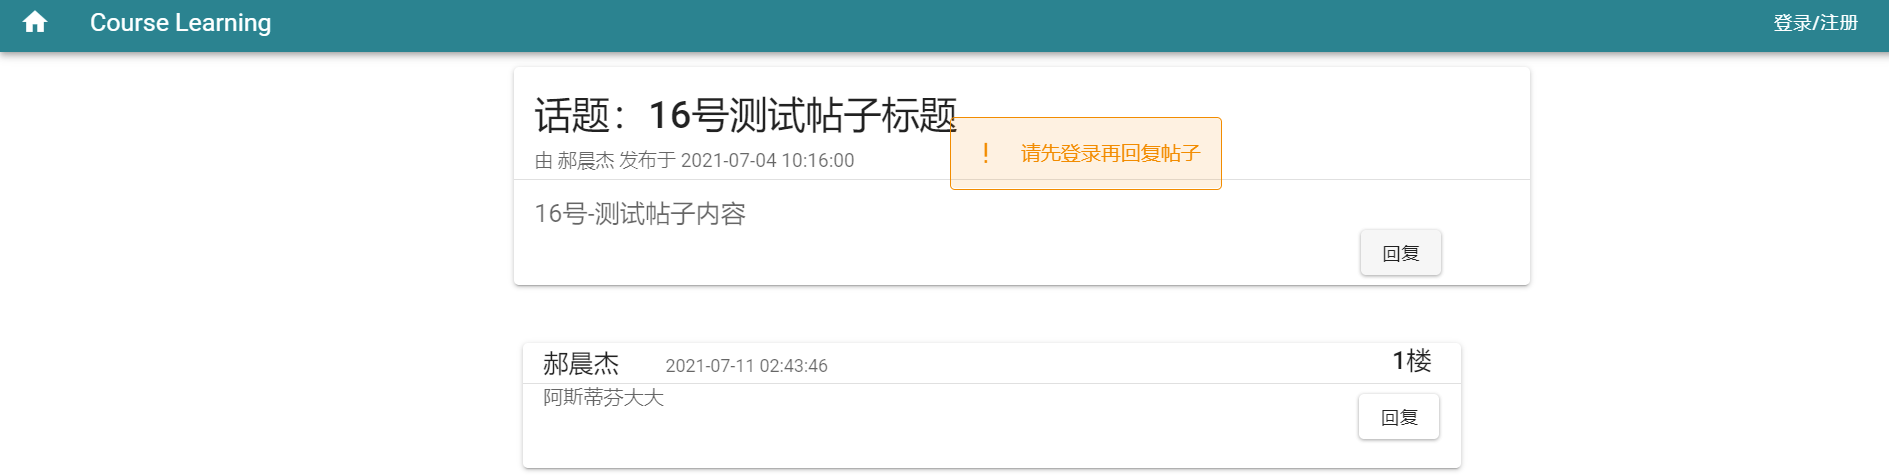 Course Learning
登录/注册
话题：16号测试帖子标题
由 郝晨杰 发布于 2021-07-04 10:16:00
! 请先登录再回复帖子
16号-测试帖子内容
回复
郝晨杰 2021-07-11 02:43:46 1楼
阿斯蒂芬大大
回复